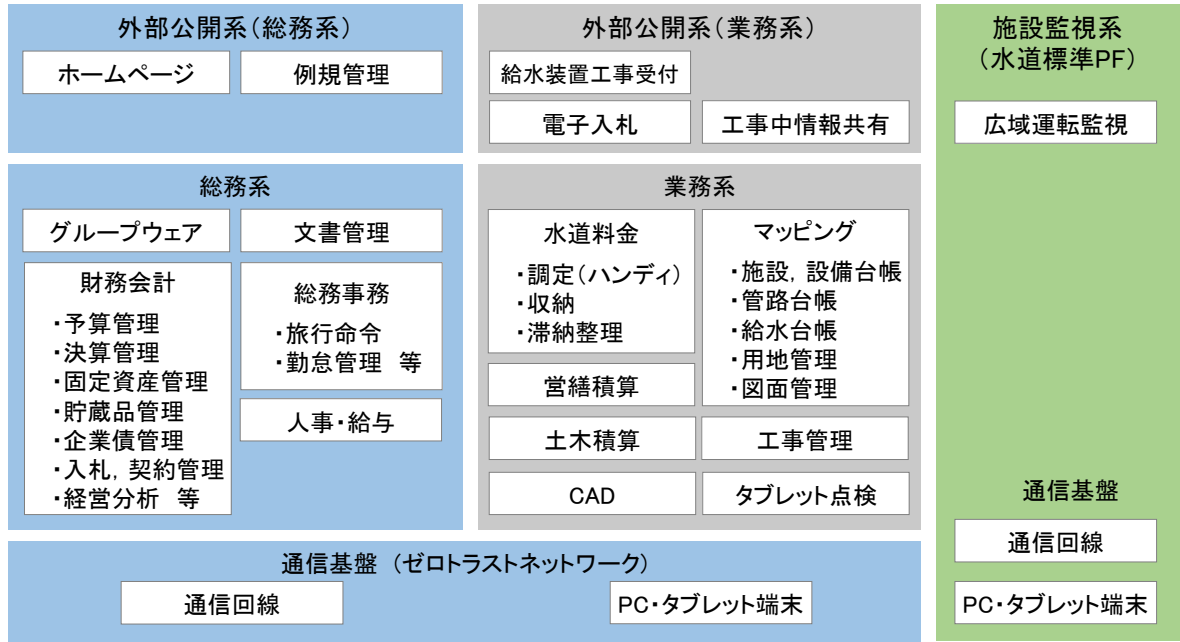 外部公開系(総務系)
ホームページ
例規管理
外部公開系(業務系)
給水装置工事受付
電子入札
工事中情報共有
施設監視系
(水道標準PF)
広域運転監視
総務系
グループウェア
文書管理
財務会計
・予算管理
・決算管理
・固定資産管理
・貯蔵品管理
・企業債管理
・入札, 契約管理
・経営分析 等
総務事務
・旅行命令
・勤怠管理 等
人事・給与
業務系
水道料金
・調定(ハンディ)
・収納
・滞納整理
マッピング
・施設, 設備台帳
・管路台帳
・給水台帳
・用地管理
・図面管理
営繕積算
土木積算
工事管理
CAD
タブレット点検
通信基盤
通信回線
PC・タブレット端末
通信基盤 (ゼロトラストネットワーク)
通信回線
PC・タブレット端末